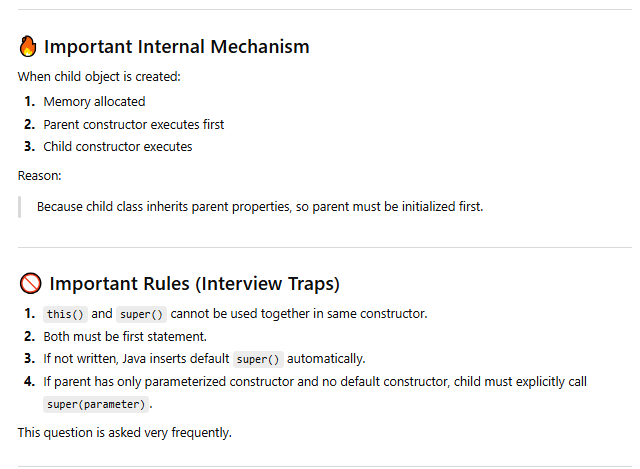 🔥 Important Internal Mechanism
When child object is created:
1. Memory allocated
2. Parent constructor executes first
3. Child constructor executes
Reason:
Because child class inherits parent properties, so parent must be initialized first.
🚫 Important Rules (Interview Traps)
1. this() and super() cannot be used together in same constructor.
2. Both must be first statement.
3. If not written, Java inserts default super() automatically.
4. If parent has only parameterized constructor and no default constructor, child must explicitly call
super(parameter).
This question is asked very frequently.